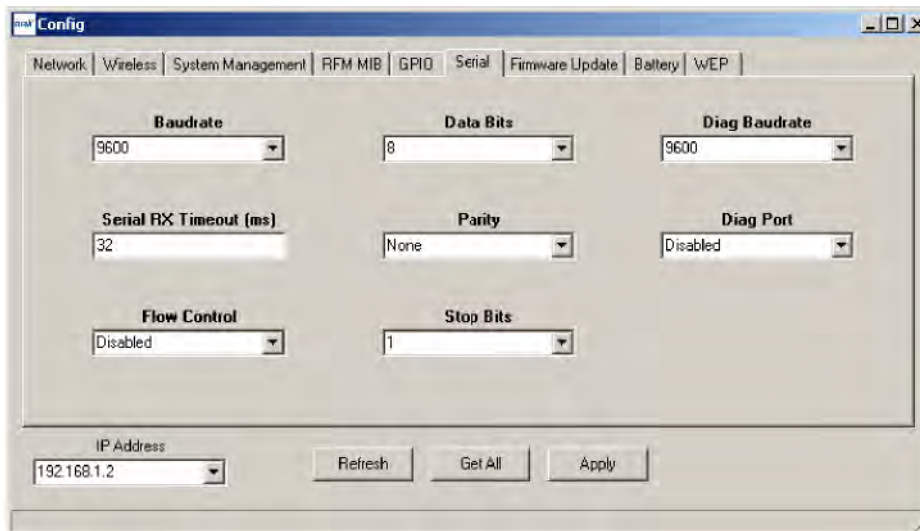 RFM Config
Network Wireless System Management RFM MIB GPIO Serial Firmware Update Battery WEP
Baudrate Data Bits Diag Baudrate
9600 8 9600
Serial RX Timeout (ms) Parity Diag Port
32 None Disabled
Flow Control Stop Bits
Disabled 1
IP Address
192.168.1.2 Refresh Get All Apply